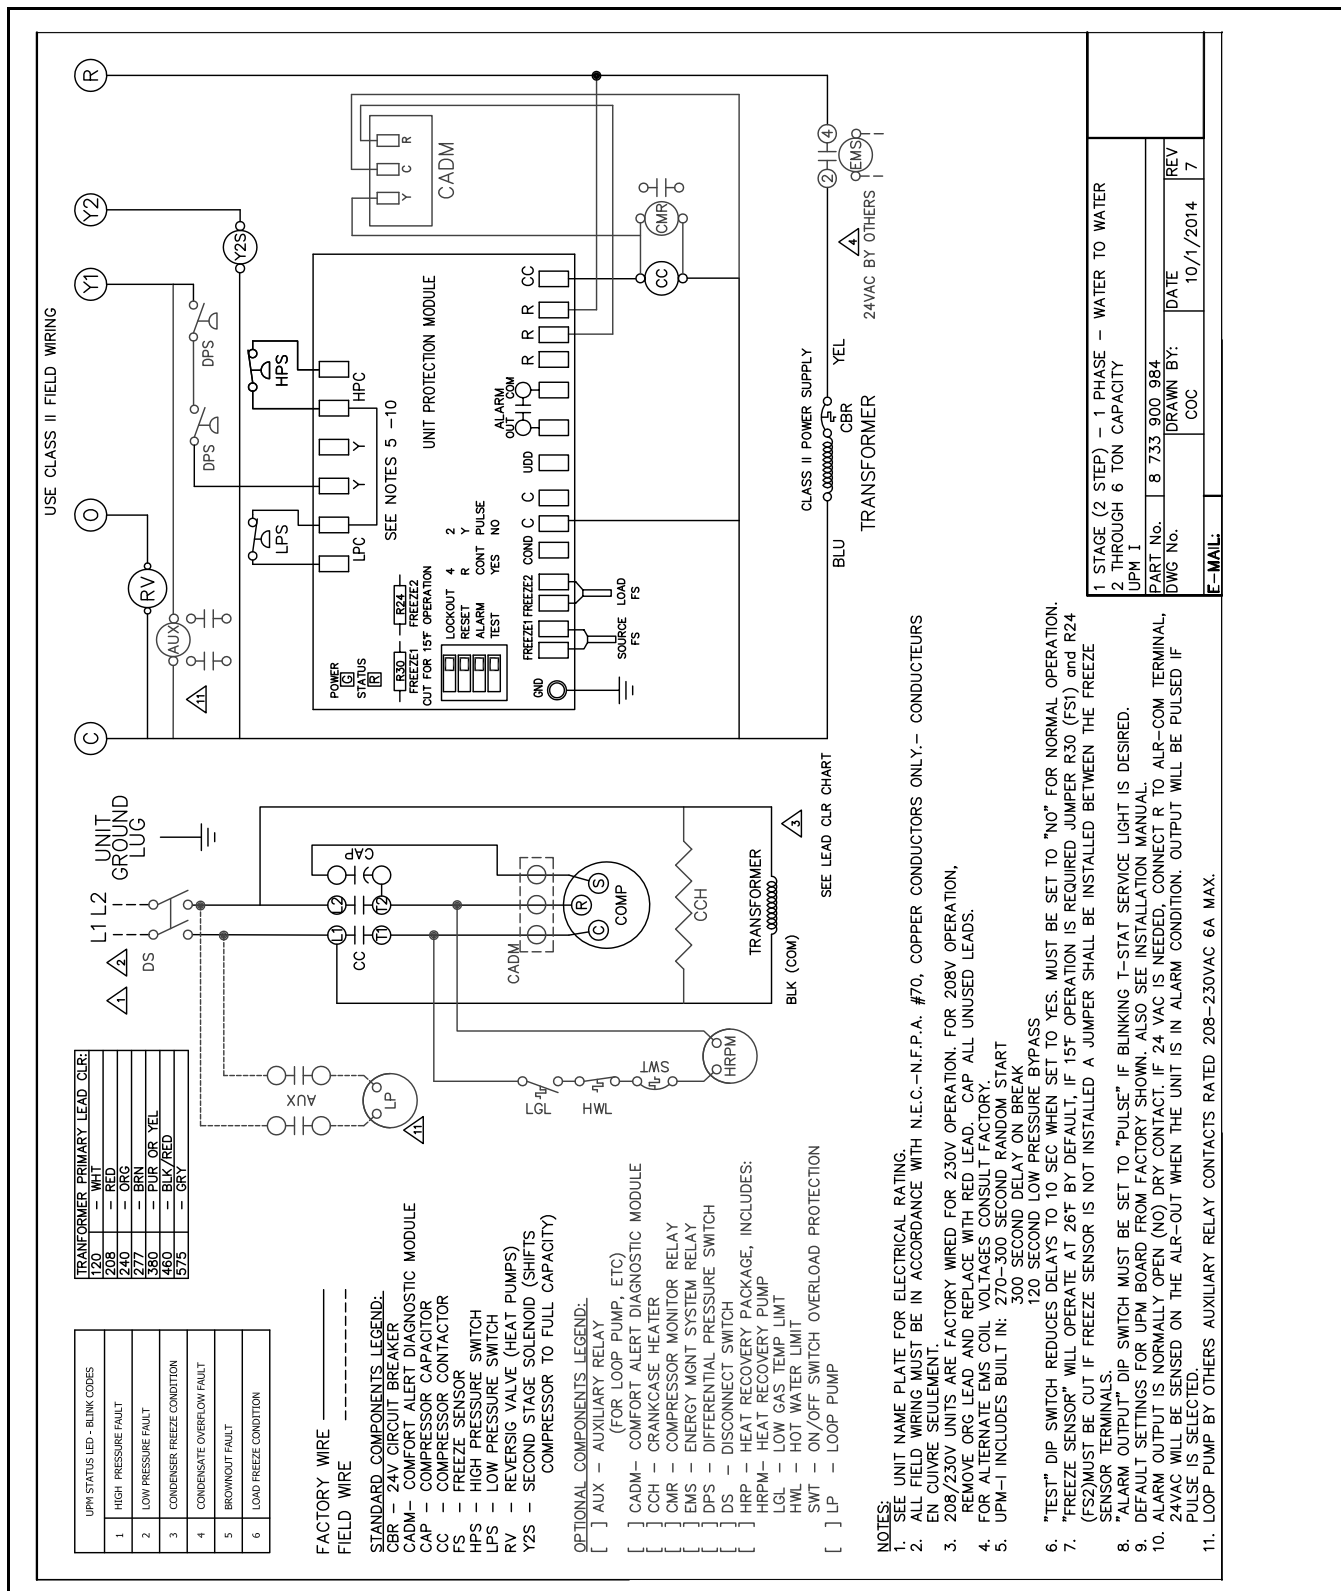 USE CLASS II FIELD WIRING
C
O
Y1
Y2
R
RV
AUX
11
DPS
DPS
Y2S
LPS
HPS
LPC
Y
Y
HPC
SEE NOTES 5 -10
UNIT PROTECTION MODULE
POWER
G
STATUS
R
R30
FREEZE1
R24
FREEZE2
CUT FOR 15°F OPERATION
LOCKOUT 4 2
RESET R Y
ALARM CONT PULSE
TEST YES NO
GND
FREEZE1
FREEZE2
COND
C
C
UDD
ALARM
OUT
COM
R
R
R
CC
SOURCE
FS
LOAD
FS
CADM
Y
C
R
CC
CMR
CLASS II POWER SUPPLY
BLU
TRANSFORMER
CBR
YEL
2
4
EMS
4
24VAC BY OTHERS
UNIT
GROUND
LUG
L1 L2
1
2
DS
CC
L1
L2
T1
T2
CAP
CADM
C
R
S
COMP
CCH
TRANSFORMER
BLK (COM)
3
SEE LEAD CLR CHART
AUX
LP
11
LGL
HWL
SWT
HRPM
TRANFORMER PRIMARY LEAD CLR:
120 – WHT
208 – RED
240 – ORG
277 – BRN
380 – PUR OR YEL
460 – BLK/RED
575 – GRY
UPM STATUS LED - BLINK CODES
1 HIGH PRESSURE FAULT
2 LOW PRESSURE FAULT
3 CONDENSER FREEZE CONDITION
4 CONDENSATE OVERFLOW FAULT
5 BROWNOUT FAULT
6 LOAD FREEZE CONDITION
FACTORY WIRE
FIELD WIRE
STANDARD COMPONENTS LEGEND:
CBR – 24V CIRCUIT BREAKER
CADM– COMFORT ALERT DIAGNOSTIC MODULE
CAP – COMPRESSOR CAPACITOR
CC – COMPRESSOR CONTACTOR
FS – FREEZE SENSOR
HPS – HIGH PRESSURE SWITCH
LPS – LOW PRESSURE SWITCH
RV – REVERSIG VALVE (HEAT PUMPS)
Y2S – SECOND STAGE SOLENOID (SHIFTS
COMPRESSOR TO FULL CAPACITY)
OPTIONAL COMPONENTS LEGEND:
[ ] AUX – AUXILIARY RELAY
(FOR LOOP PUMP, ETC)
[ ] CADM– COMFORT ALERT DIAGNOSTIC MODULE
[ ] CCH – CRANKCASE HEATER
[ ] CMR – COMPRESSOR MONITOR RELAY
[ ] EMS – ENERGY MGNT SYSTEM RELAY
[ ] DPS – DIFFERENTIAL PRESSURE SWITCH
[ ] DS – DISCONNECT SWITCH
[ ] HRP – HEAT RECOVERY PACKAGE, INCLUDES:
HRPM– HEAT RECOVERY PUMP
LGL – LOW GAS TEMP LIMT
HWL – HOT WATER LIMIT
SWT – ON/OFF SWITCH OVERLOAD PROTECTION
[ ] LP – LOOP PUMP
NOTES:
1. SEE UNIT NAME PLATE FOR ELECTRICAL RATING.
2. ALL FIELD WIRING MUST BE IN ACCORDANCE WITH N.E.C.–N.F.P.A. #70, COPPER CONDUCTORS ONLY.– CONDUCTEURS
EN CUIVRE SEULEMENT.
3. 208/230V UNITS ARE FACTORY WIRED FOR 230V OPERATION. FOR 208V OPERATION,
REMOVE ORG LEAD AND REPLACE WITH RED LEAD. CAP ALL UNUSED LEADS.
4. FOR ALTERNATE EMS COIL VOLTAGES CONSULT FACTORY.
5. UPM–I INCLUDES BUILT IN: 270–300 SECOND RANDOM START
300 SECOND DELAY ON BREAK
120 SECOND LOW PRESSURE BYPASS
6. "TEST" DIP SWITCH REDUCES DELAYS TO 10 SEC WHEN SET TO YES. MUST BE SET TO "NO" FOR NORMAL OPERATION.
7. "FREEZE SENSOR" WILL OPERATE AT 26°F BY DEFAULT, IF 15°F OPERATION IS REQUIRED JUMPER R30 (FS1) and R24
(FS2)MUST BE CUT IF FREEZE SENSOR IS NOT INSTALLED A JUMPER SHALL BE INSTALLED BETWEEN THE FREEZE
SENSOR TERMINALS.
8. "ALARM OUTPUT" DIP SWITCH MUST BE SET TO "PULSE" IF BLINKING T–STAT SERVICE LIGHT IS DESIRED.
9. DEFAULT SETTINGS FOR UPM BOARD FROM FACTORY SHOWN. ALSO SEE INSTALLATION MANUAL.
10. ALARM OUTPUT IS NORMALLY OPEN (NO) DRY CONTACT. IF 24 VAC IS NEEDED, CONNECT R TO ALR–COM TERMINAL,
24VAC WILL BE SENSED ON THE ALR–OUT WHEN THE UNIT IS IN ALARM CONDITION. OUTPUT WILL BE PULSED IF
PULSE IS SELECTED.
11. LOOP PUMP BY OTHERS AUXILIARY RELAY CONTACTS RATED 208–230VAC 6A MAX.
1 STAGE (2 STEP) – 1 PHASE – WATER TO WATER
2 THROUGH 6 TON CAPACITY
UPM I
PART No. 8 733 900 984
DWG No.
DRAWN BY:
COC
DATE
10/1/2014
REV
7
E–MAIL: